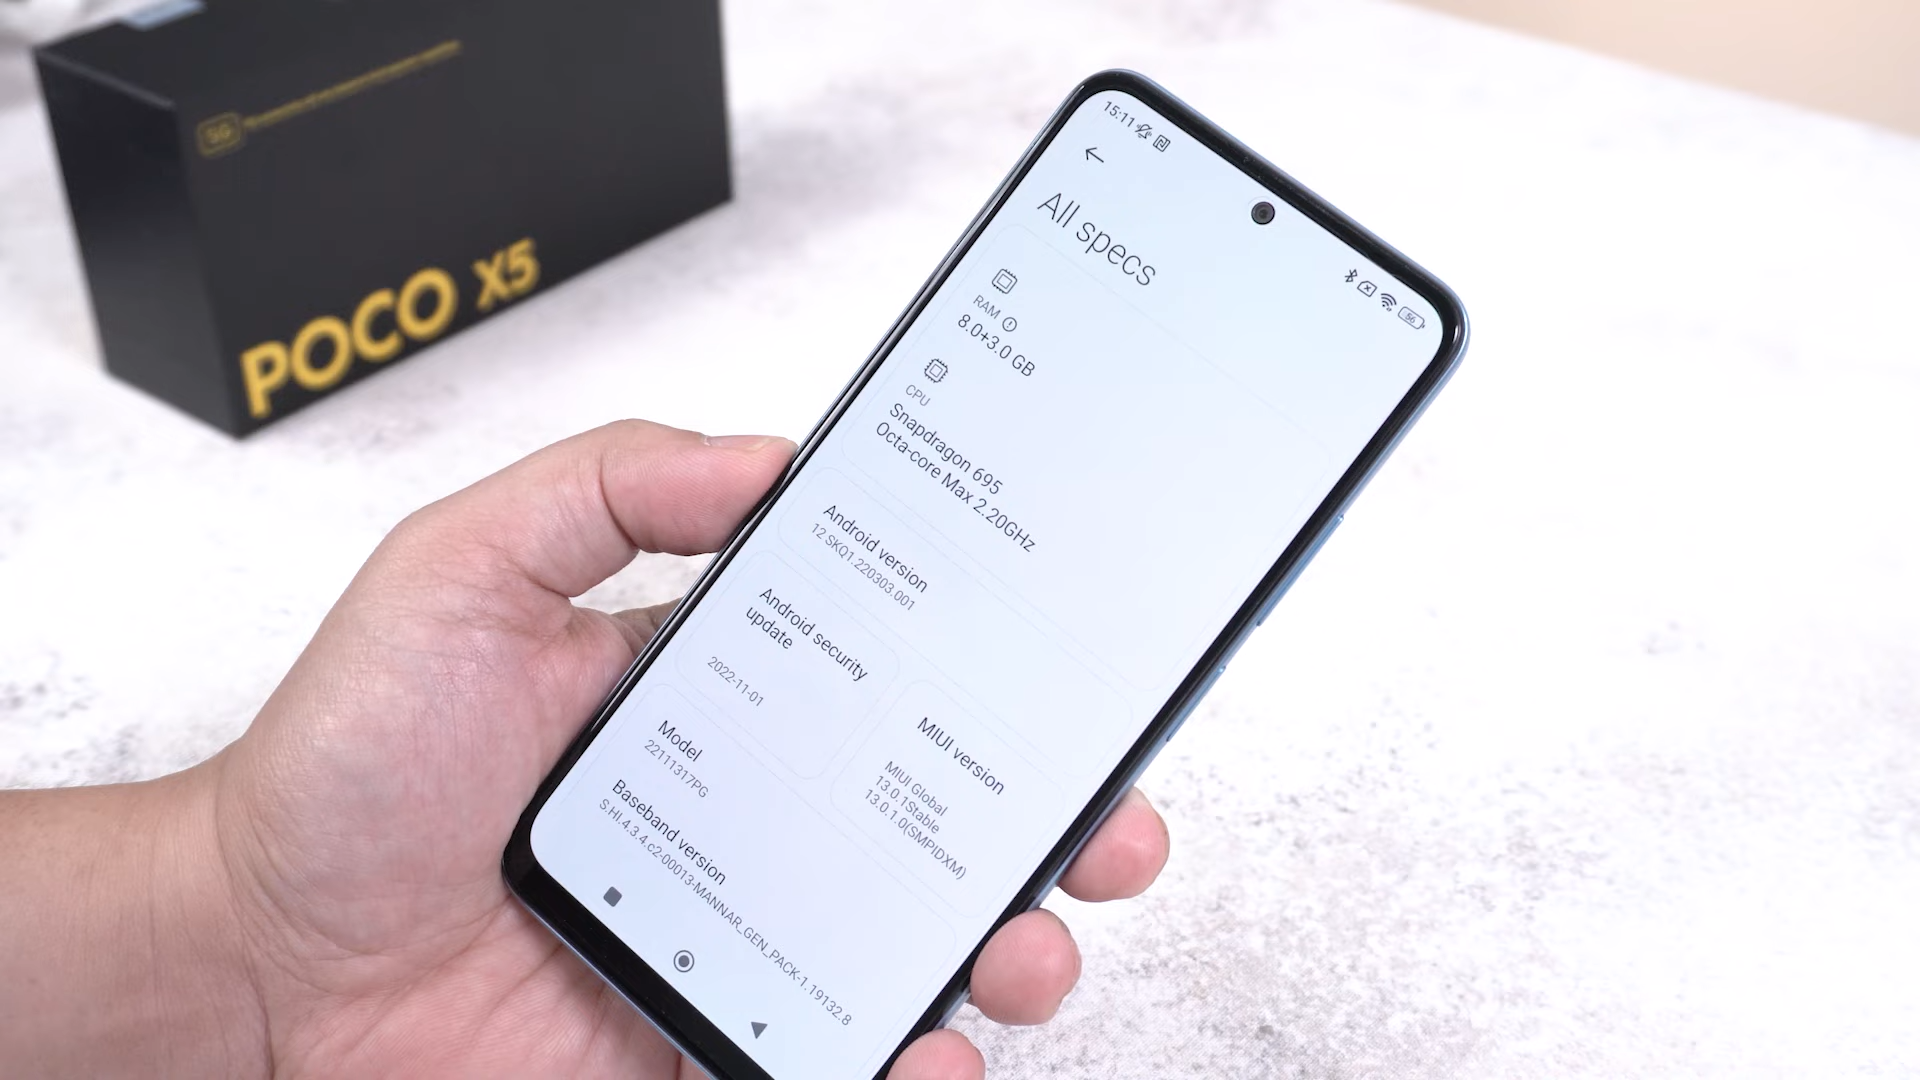 5G
POCO X5
15:11
56
All specs
RAM
8.0+3.0 GB
CPU
Snapdragon 695
Octa-core Max 2.20GHz
Android version
12 SKQ1.220303.001
Android security
update
2022-11-01
MIUI version
MIUI Global
13.0.1Stable
13.0.1.0(SMPIDXM)
Model
22111317PG
Baseband version
S.HI.4.3.4.c2-00013-MANNAR_GEN_PACK-1.19132.8